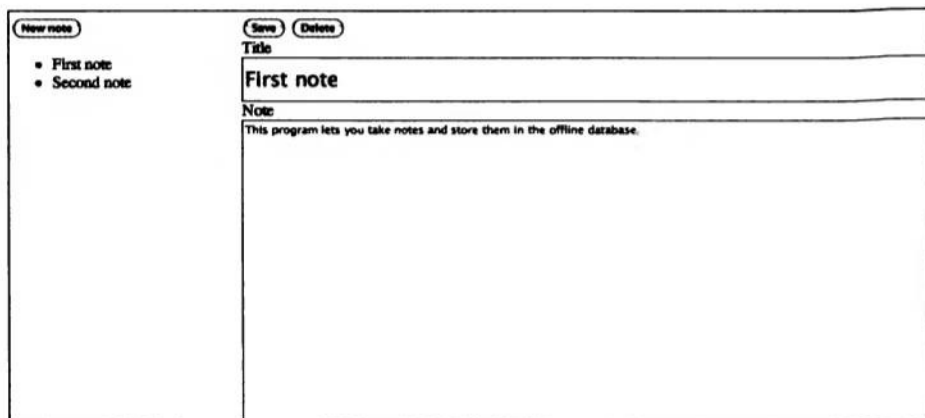 New note
First note
Second note
Save Delete
Title
First note
Note
This program lets you take notes and store them in the offline database.